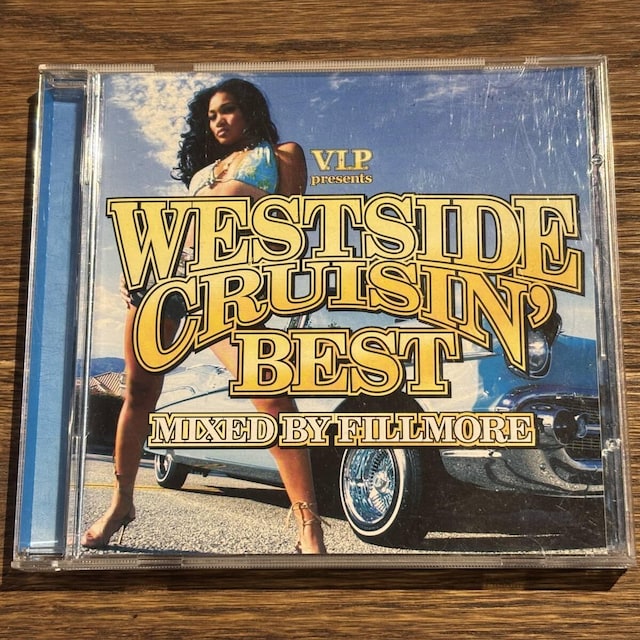 V.I.P.
presents
WESTSIDE
CRUISIN'
BEST
MIXED BY FILLMORE